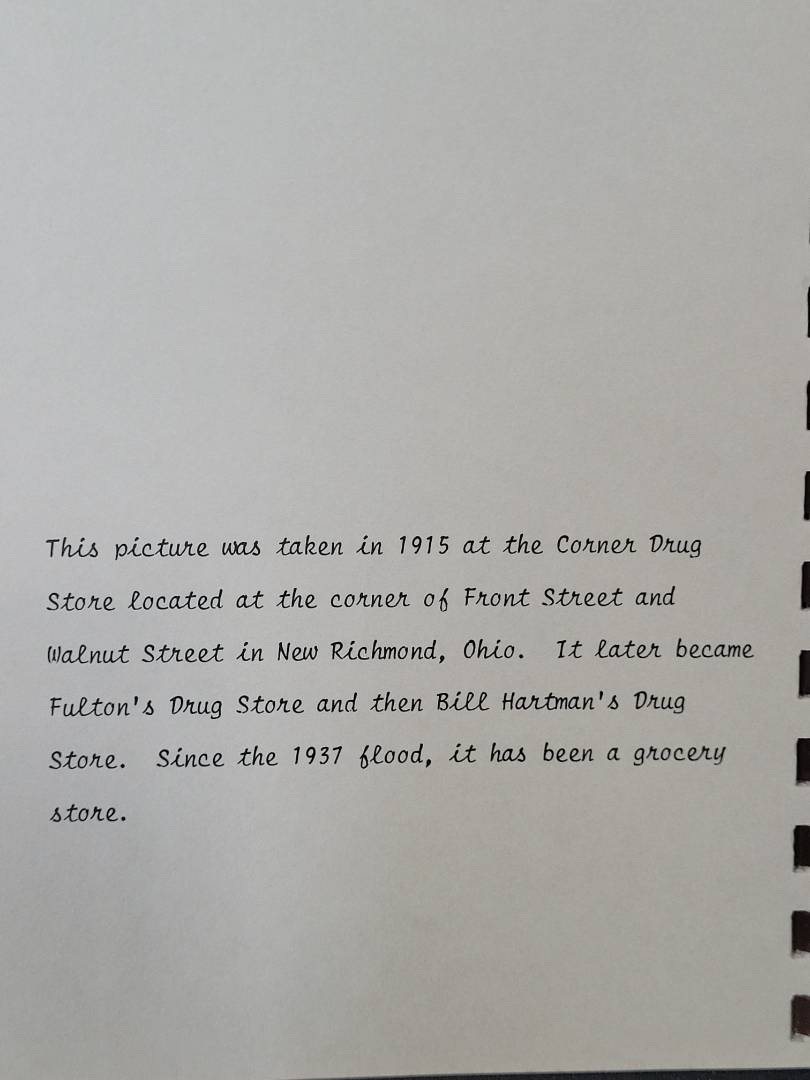 This picture was taken in 1915 at the Corner Drug
Store located at the corner of Front Street and
Walnut Street in New Richmond, Ohio.  It later became
Fulton's Drug Store and then Bill Hartman's Drug
Store.  Since the 1937 flood, it has been a grocery
store.